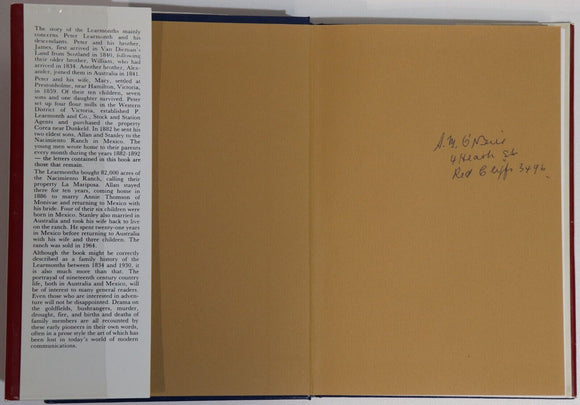 The story of the Learmonths mainly
concerns Peter Learmonth and his
descendants. Peter and his brother,
James, first arrived in Van Dieman's
Land from Scotland in 1840, following
their older brother, William, who had
arrived in 1834. Another brother, Alex-
ander, joined them in Australia in 1841.
Peter and his wife, Mary, settled at
Prestonholme, near Hamilton, Victoria,
in 1859. Of their ten children, seven
sons and one daughter survived. Peter
set up four flour mills in the Western
District of Victoria, established P.
Learmonth and Co., Stock and Station
Agents and purchased the property
Corea near Dunkeld. In 1882 he sent his
two eldest sons, Allan and Stanley to the
Nacimiento Ranch in Mexico. The
young men wrote home to their parents
every month during the years 1882-1892
— the letters contained in this book are
those that remain.
The Learmonths bought 82,000 acres of
the Nacimiento Ranch, calling their
property La Mariposa. Allan stayed
there for ten years, coming home in
1886 to marry Annie Thomson of
Monivae and returning to Mexico with
his bride. Four of their six children were
born in Mexico. Stanley also married in
Australia and took his wife back to live
on the ranch. He spent twenty-one years
in Mexico before returning to Australia
with his wife and three children. The
ranch was sold in 1964.
Although the book might be correctly
described as a family history of the
Learmonths between 1834 and 1930, it
is also much more than that. The
portrayal of nineteenth century country
life, both in Australia and Mexico, will
be of interest to many general readers.
Even those who are interested in adven-
ture will not be disappointed. Drama on
the goldfields, bushrangers, murder,
drought, fire, and births and deaths of
family members are all recounted by
these early pioneers in their own words,
often in a prose style the art of which has
been lost in today's world of modern
communications.
4 Heath St
Red Cliffs 3496